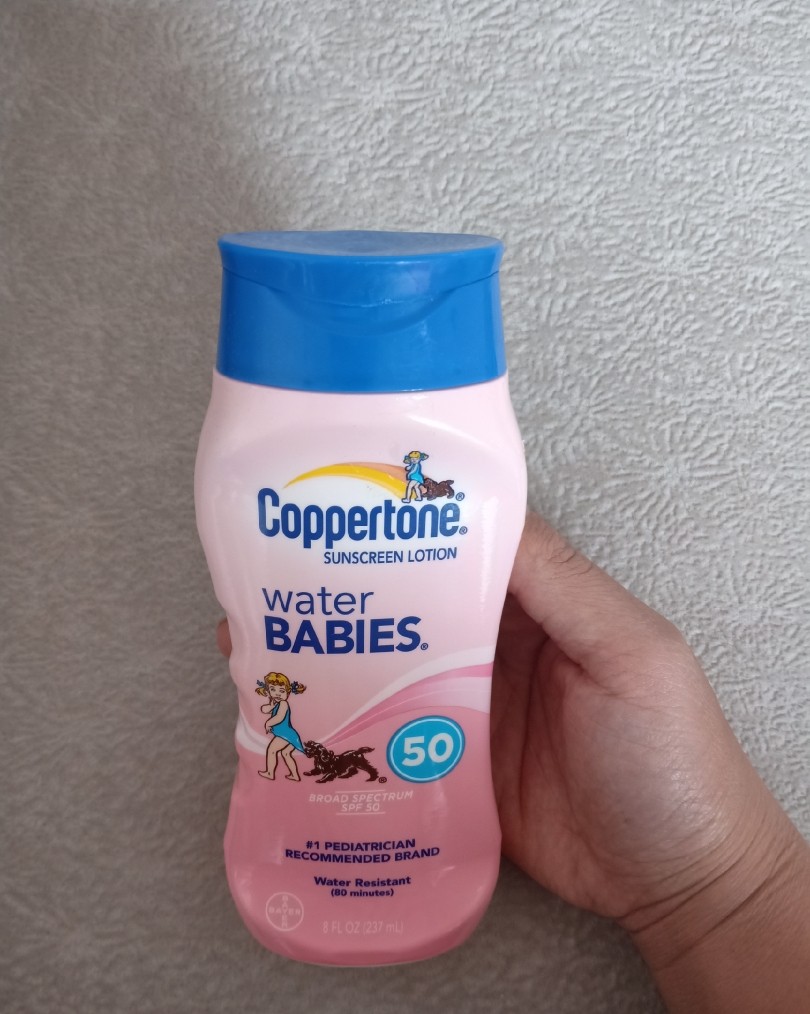 Coppertone®
SUNSCREEN LOTION
water
BABIES®
50
BROAD SPECTRUM
SPF 50
#1 PEDIATRICIAN
RECOMMENDED BRAND
Water Resistant
(80 minutes)
BAYER
8 FL OZ (237 mL)